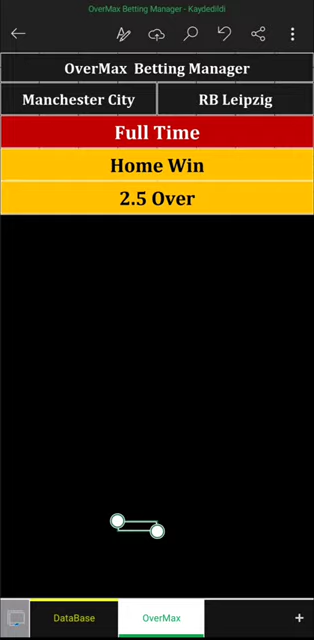 OverMax Betting Manager - Kaydedildi
OverMax Betting Manager
Manchester City RB Leipzig
Full Time
Home Win
2.5 Over
DataBase OverMax